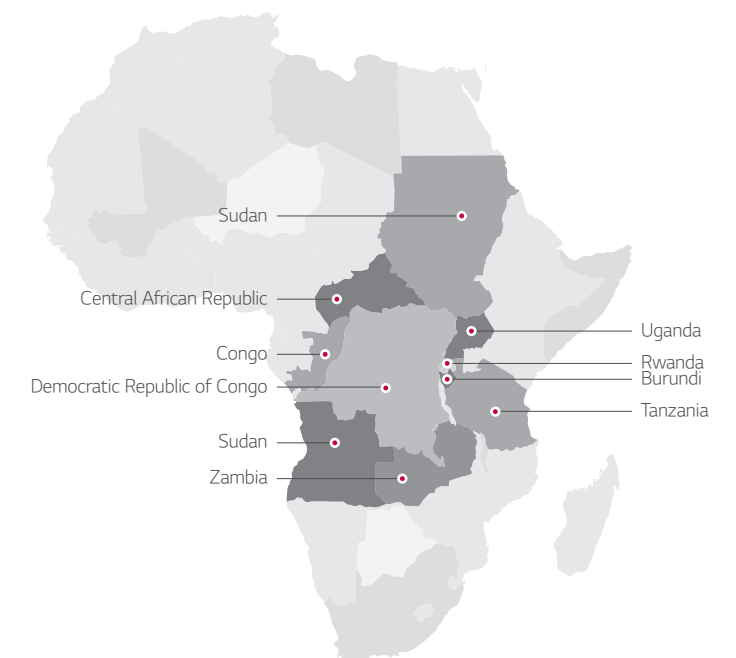 Sudan
Central African Republic
Congo
Democratic Republic of Congo
Sudan
Zambia
Uganda
Rwanda
Burundi
Tanzania